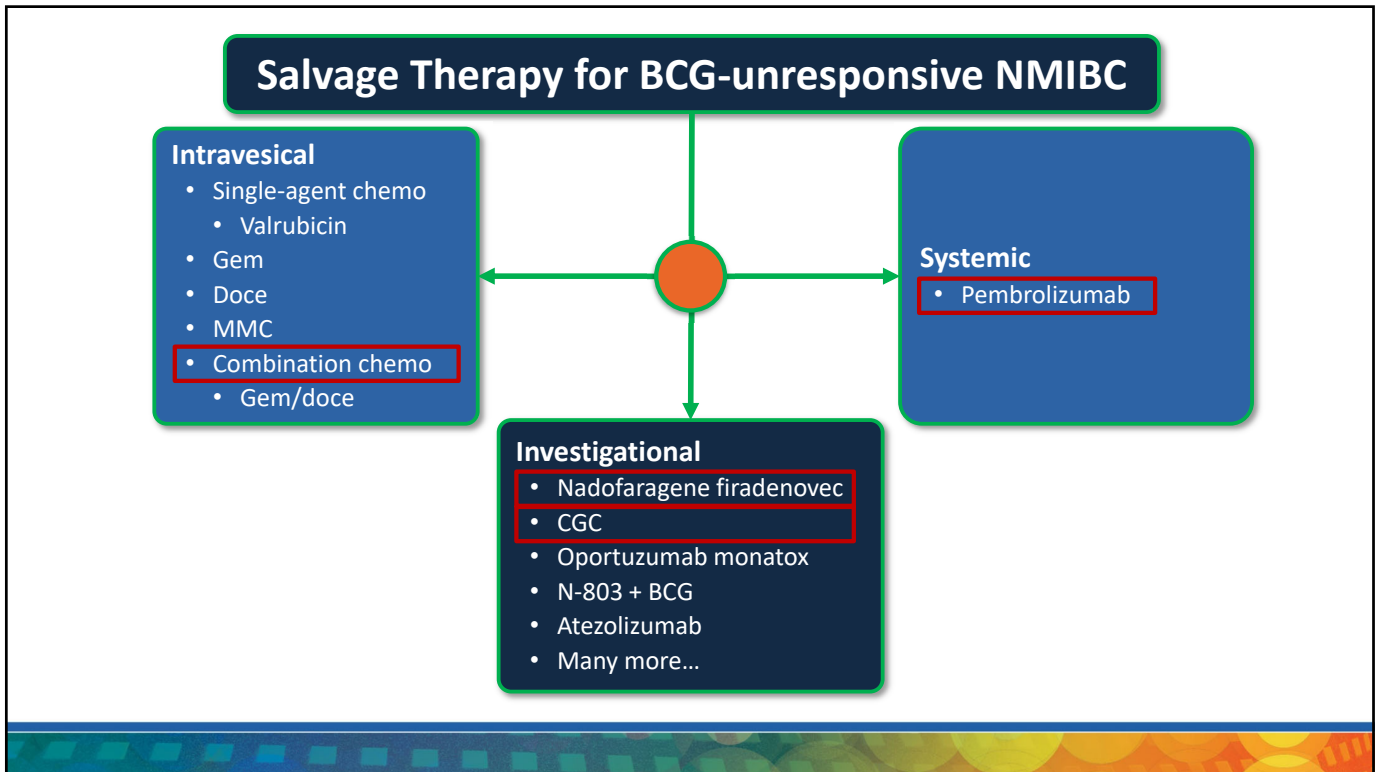 Salvage Therapy for BCG-unresponsive NMIBC
Intravesical
• Single-agent chemo
• Valrubicin
• Gem
• Doce
• MMC
• Combination chemo
• Gem/doce
Systemic
• Pembrolizumab
Investigational
• Nadofaragene firadenovec
• CGC
• Oportuzumab monatox
• N-803 + BCG
• Atezolizumab
• Many more…